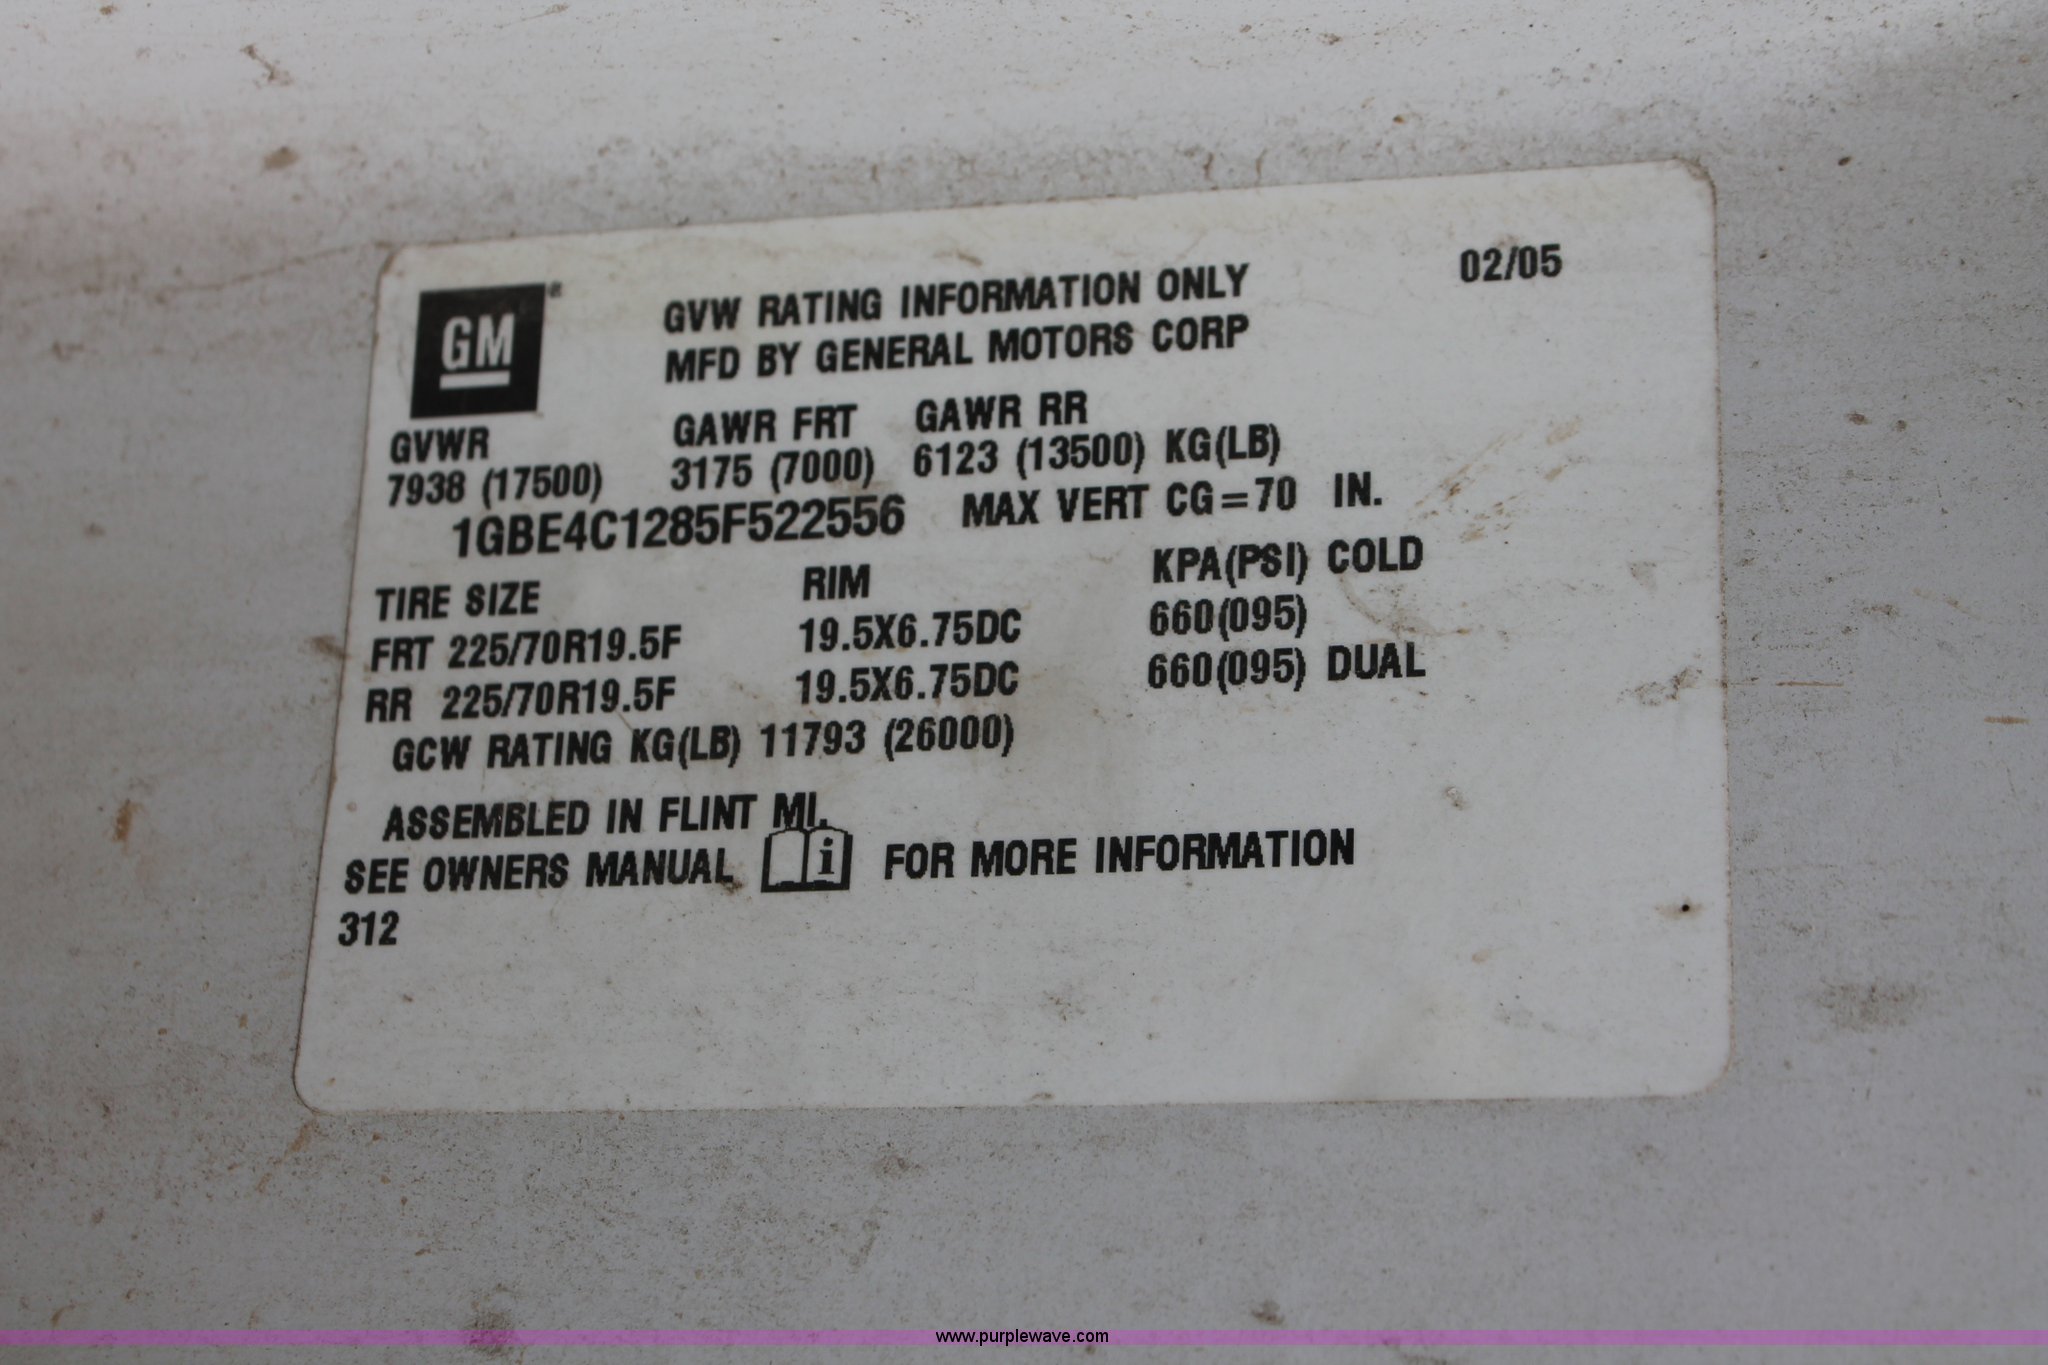 GM
GVW RATING INFORMATION ONLY 02/05
MFD BY GENERAL MOTORS CORP
GVWR GAWR FRT GAWR RR
7938 (17500) 3175 (7000) 6123 (13500) KG(LB)
1GBE4C1285F522556 MAX VERT CG=70 IN.
TIRE SIZE RIM KPA(PSI) COLD
FRT 225/70R19.5F 19.5X6.75DC 660(095)
RR 225/70R19.5F 19.5X6.75DC 660(095) DUAL
GCW RATING KG(LB) 11793 (26000)
ASSEMBLED IN FLINT MI.
SEE OWNERS MANUAL i FOR MORE INFORMATION
312
www.purplewave.com